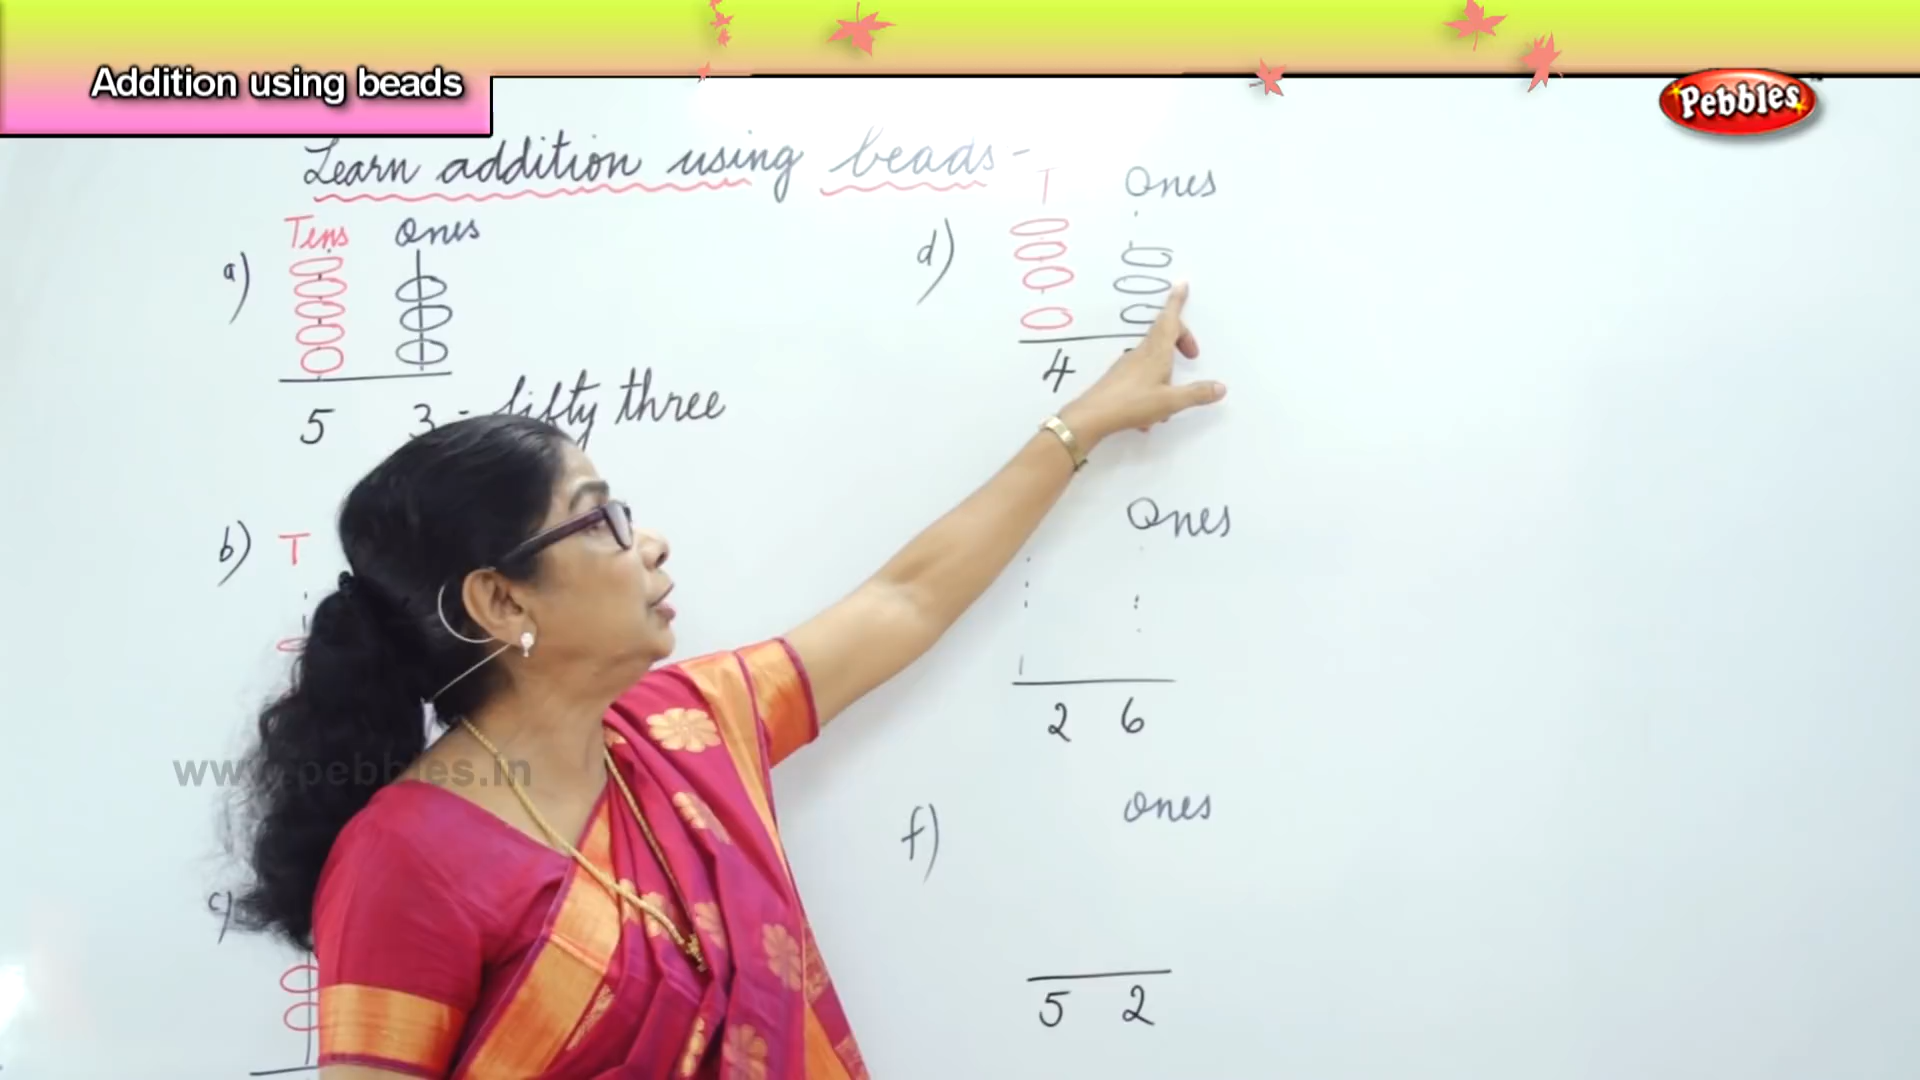 Addition using beads
Pebbles
Learn addition using beads -
a) Tens Ones
5 3 - fifty three
b) T
c)
d) T Ones
4
Ones
2 6
f) Ones
5 2
www.pebbles.in